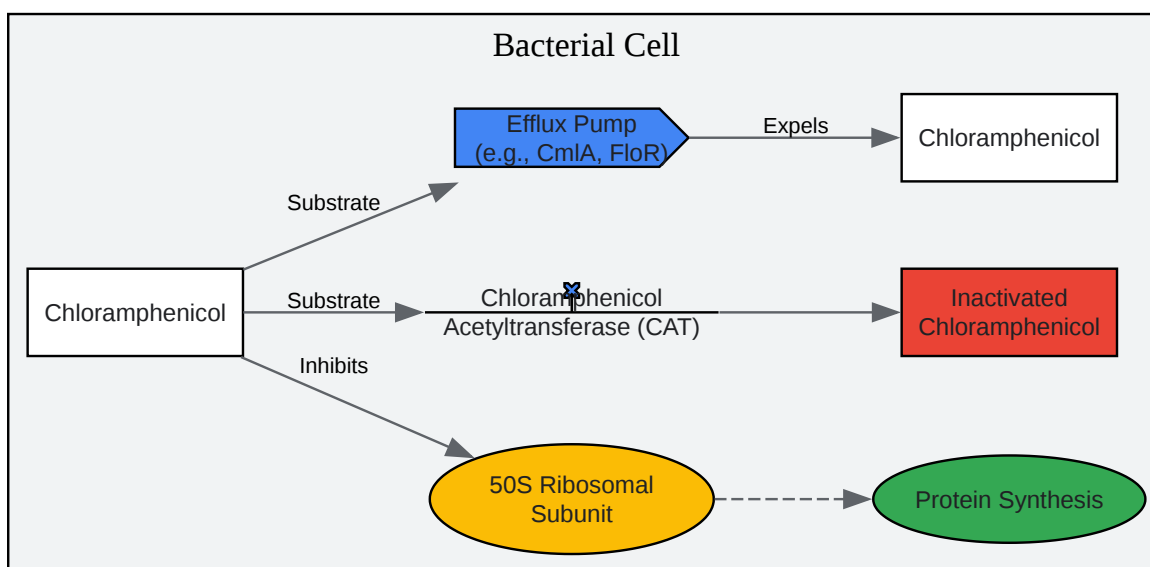 Bacterial Cell
Efflux Pump
(e.g., CmlA, FloR)
Expels
Chloramphenicol
Substrate
Chloramphenicol
Substrate
Chloramphenicol
Acetyltransferase (CAT)
Inactivated
Chloramphenicol
Inhibits
50S Ribosomal
Subunit
Protein Synthesis